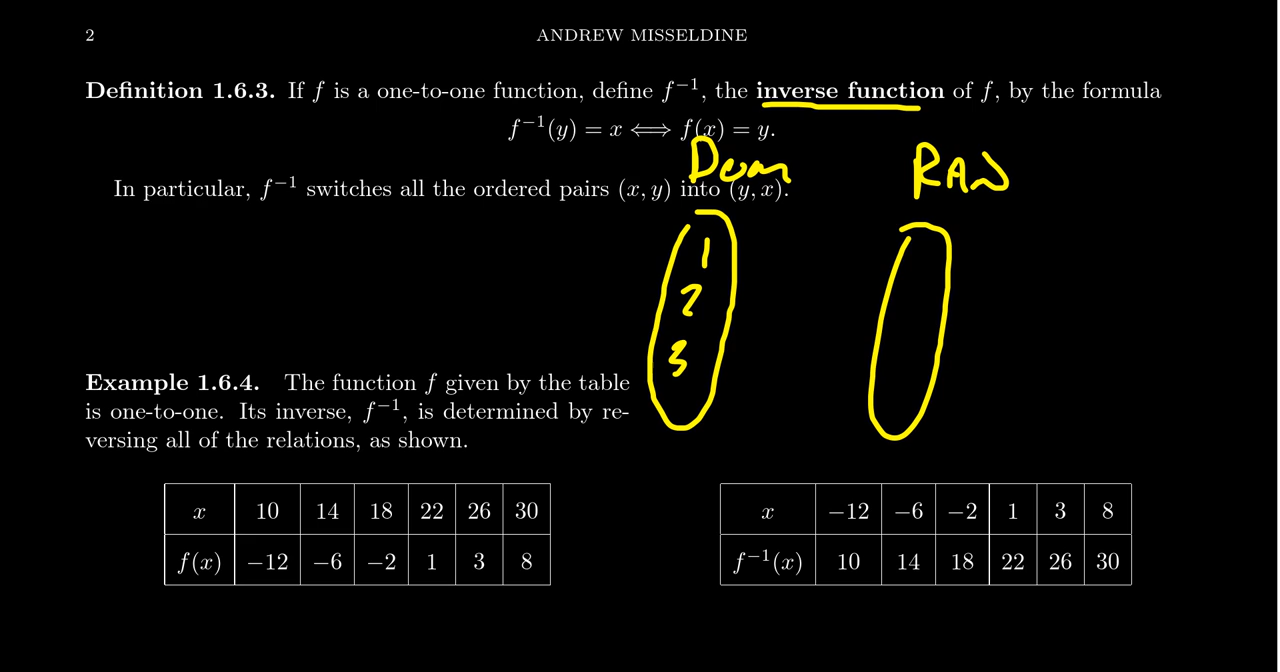 2 ANDREW MISSELDINE
Definition 1.6.3. If f is a one-to-one function, define f⁻¹, the inverse function of f, by the formula
f⁻¹(y) = x ⟺ f(x) = y.
Dom RAN
In particular, f⁻¹ switches all the ordered pairs (x, y) into (y, x).
1
2
3
Example 1.6.4. The function f given by the table
is one-to-one. Its inverse, f⁻¹, is determined by re-
versing all of the relations, as shown.
x 10 14 18 22 26 30
f(x) −12 −6 −2 1 3 8
x −12 −6 −2 1 3 8
f⁻¹(x) 10 14 18 22 26 30